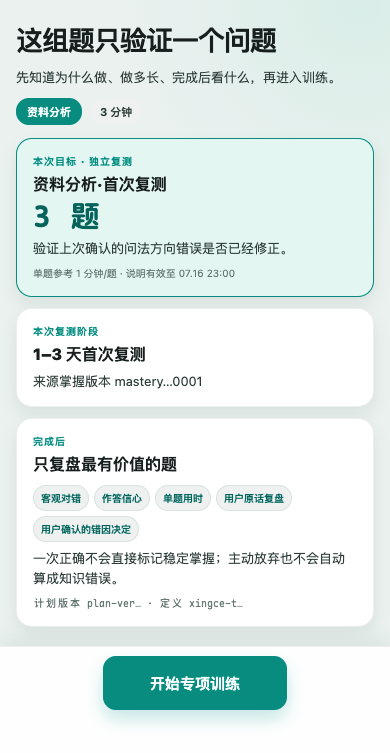 这组题只验证一个问题
先知道为什么做、做多长、完成后看什么，再进入训练。
资料分析
3 分钟
本次目标 · 独立复测
资料分析·首次复测
3 题
验证上次确认的问法方向错误是否已经修正。
单题参考 1 分钟/题 · 说明有效至 07.16 23:00
本次复测阶段
1–3 天首次复测
来源掌握版本 mastery…0001
完成后
只复盘最有价值的题
客观对错
作答信心
单题用时
用户原话复盘
用户确认的错因决定
一次正确不会直接标记稳定掌握；主动放弃也不会自动
算成知识错误。
计划版本 plan-ver… · 定义 xingce-t…
开始专项训练